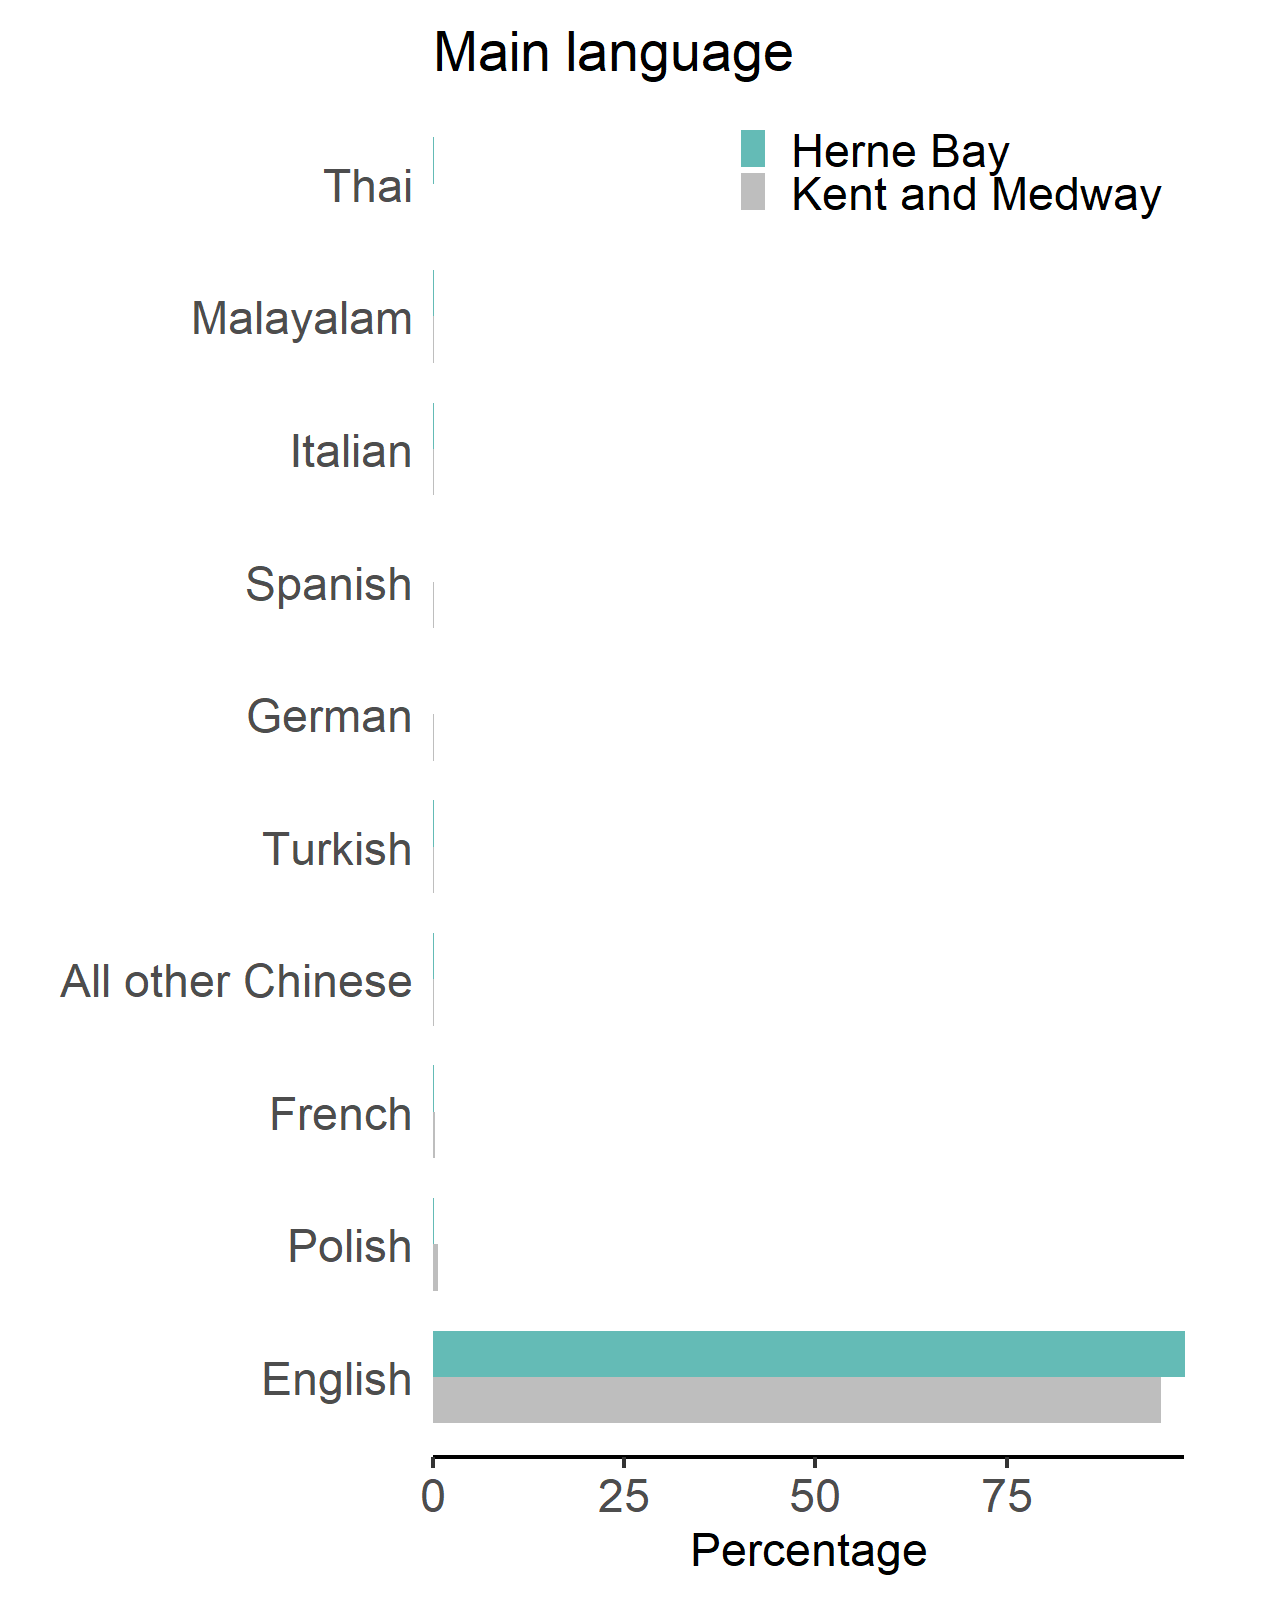 Main language
Herne Bay
Kent and Medway
Thai
Malayalam
Italian
Spanish
German
Turkish
All other Chinese
French
Polish
English
0 25 50 75
Percentage